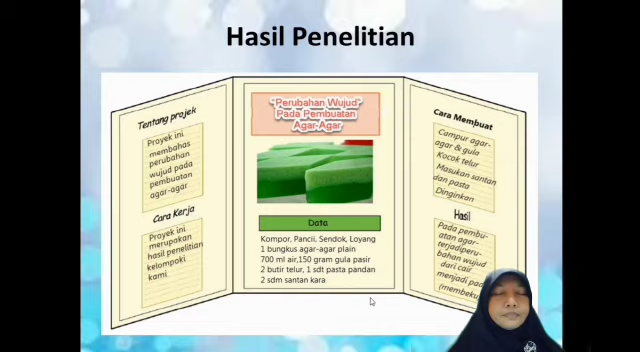 Hasil Penelitian
Tentang projek
Proyek ini
membahas
perubahan
wujud pada
pembuatan
agar-agar
Cara Kerja
Proyek ini
merupakan
hasil penelitian
kelompoki
kami
"Perubahan Wujud"
Pada Pembuatan
Agar-Agar
Data
Kompor, Pancii, Sendok, Loyang
1 bungkus agar-agar plain
700 ml air,150 gram gula pasir
2 butir telur, 1 sdt pasta pandan
2 sdm santan kara
Cara Membuat
Campur agar-
agar & gula
Kocok telur
Masukan santan
dan pasta
Dinginkan
Hasil
Pada pembu-
atan agar-
terjadiperu-
bahan wujud
dari cair
menjadi
(membeku